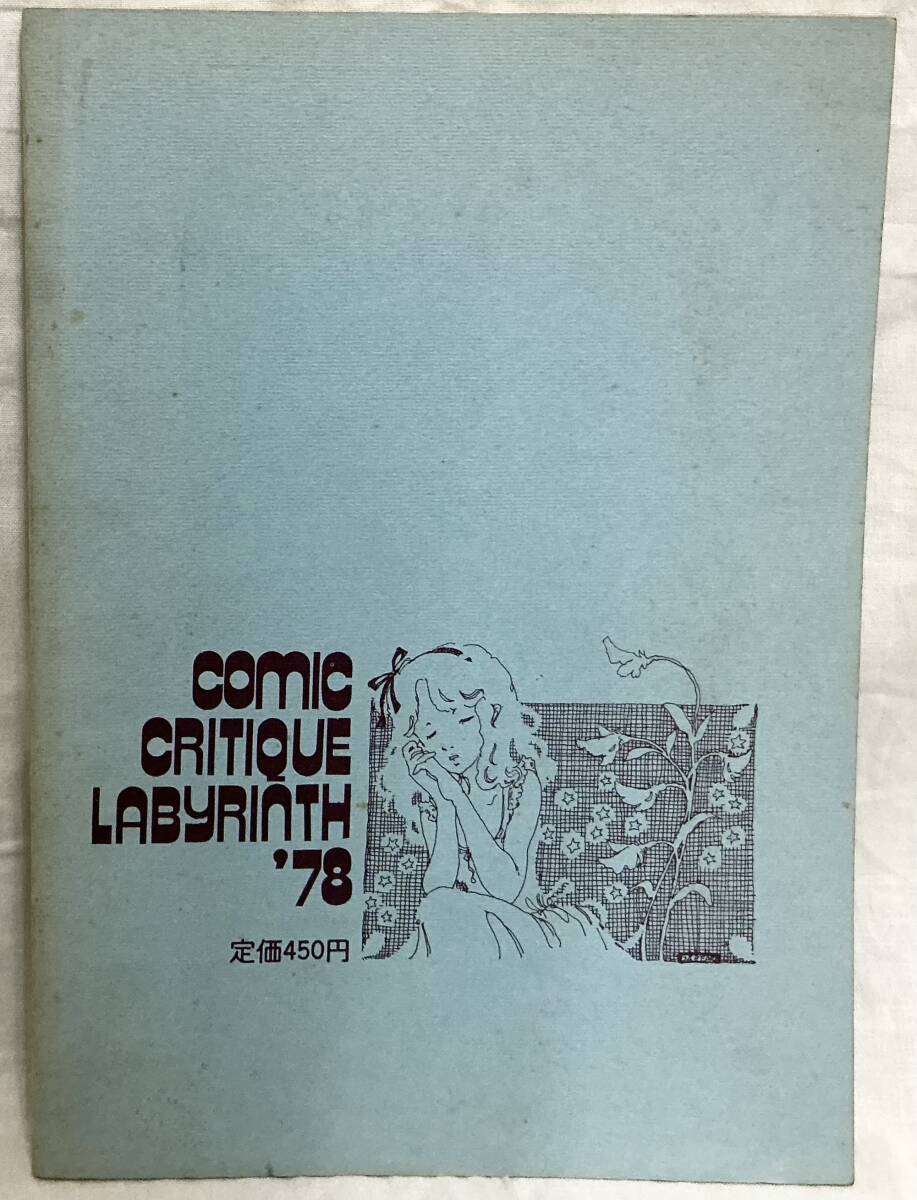 COMIC
CRITIQUE
LABYRINTH
'78
定価450円